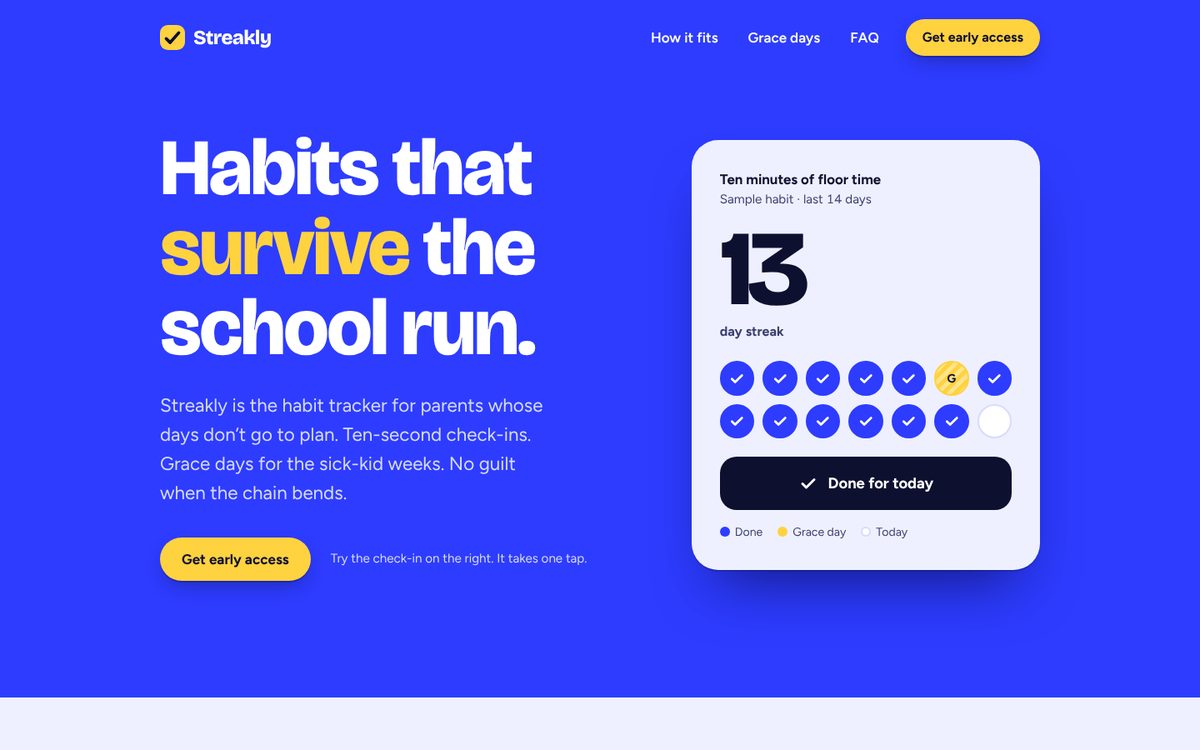 Streakly
How it fits
Grace days
FAQ
Get early access
Habits that
survive the
school run.
Streakly is the habit tracker for parents whose
days don’t go to plan. Ten-second check-ins.
Grace days for the sick-kid weeks. No guilt
when the chain bends.
Get early access
Try the check-in on the right. It takes one tap.
Ten minutes of floor time
Sample habit · last 14 days
13
day streak
G
Done for today
Done
Grace day
Today